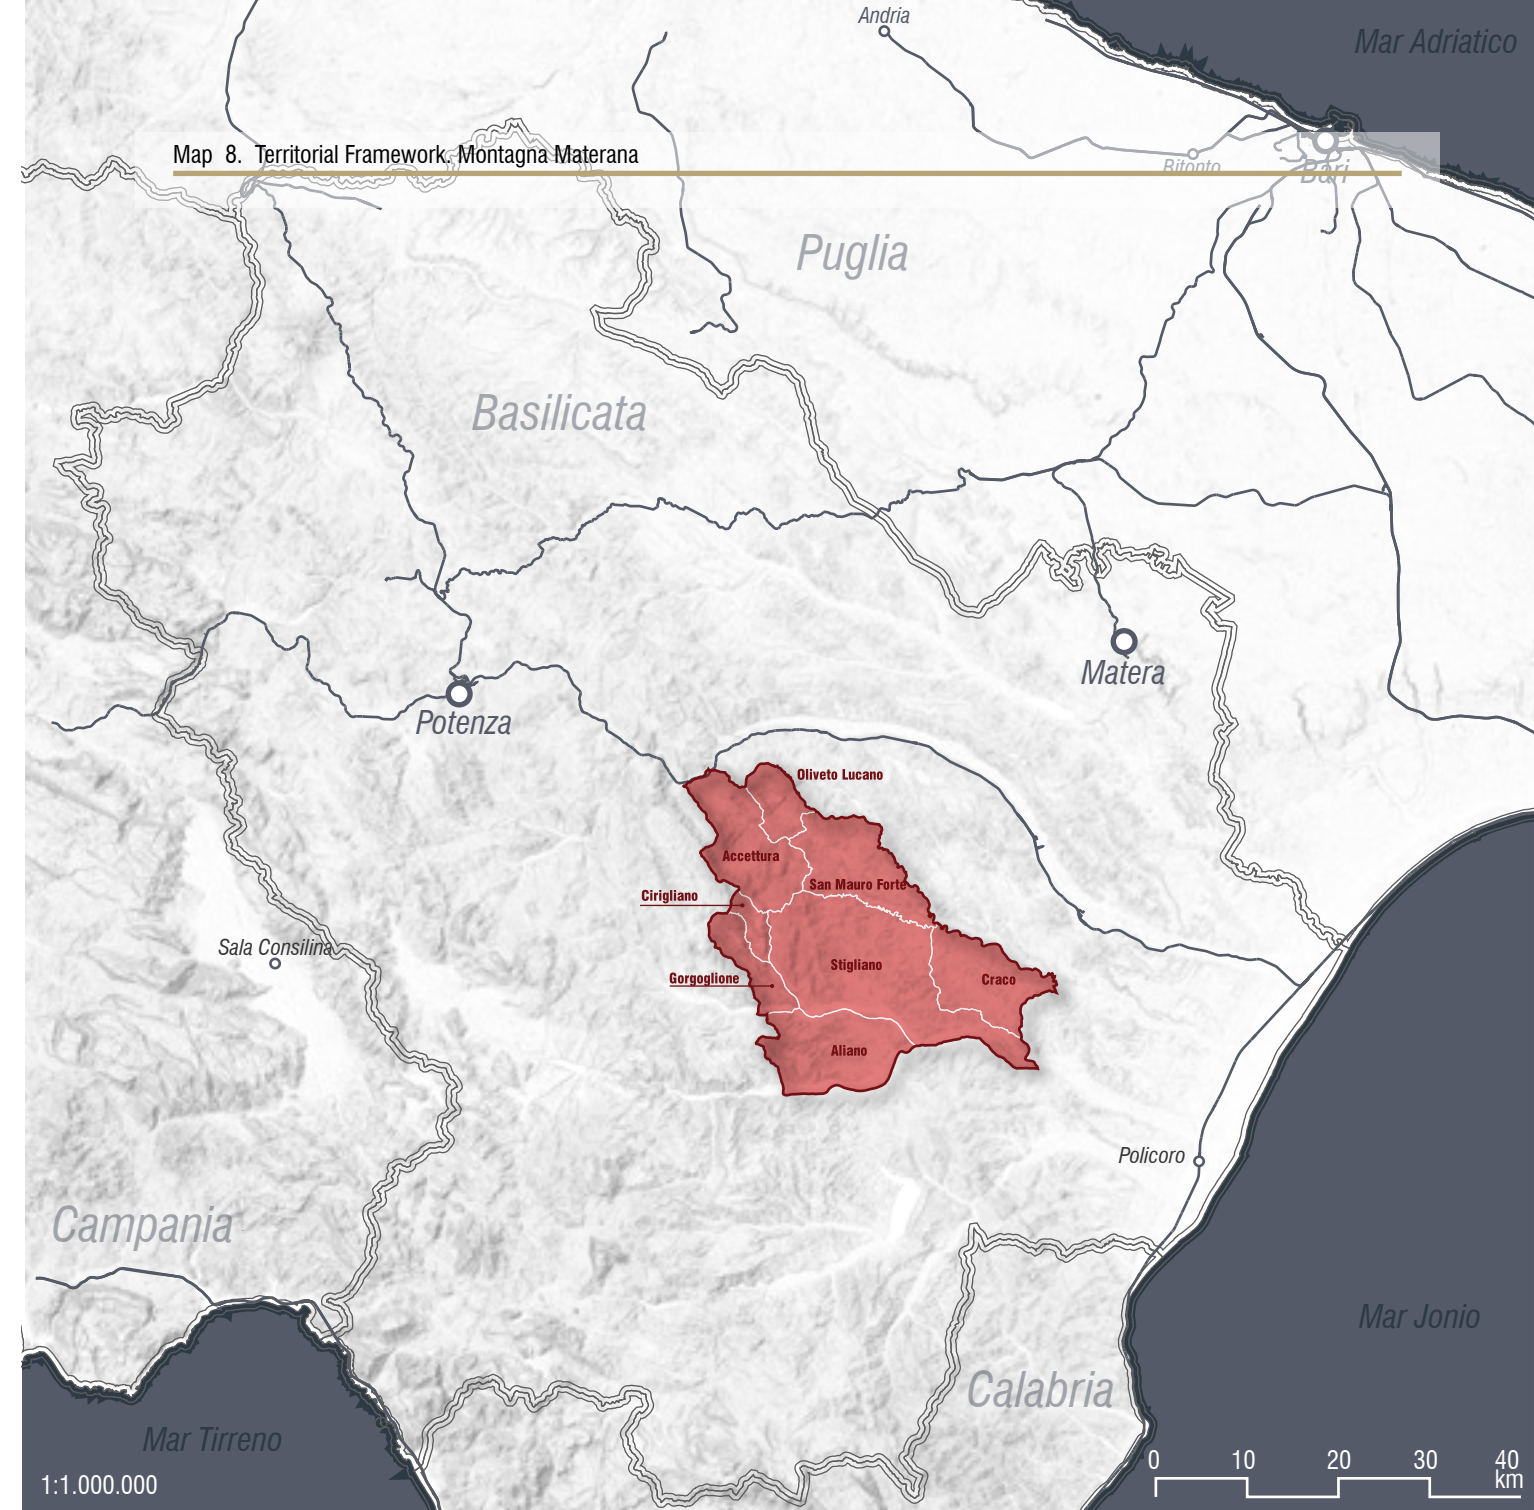 Andria
Mar Adriatico
Map 8. Territorial Framework. Montagna Materana
Bitonto
Bari
Puglia
Basilicata
Matera
Potenza
Oliveto Lucano
Accettura
San Mauro Forte
Cirigliano
Sala Consilina
Stigliano
Gorgoglione
Craco
Aliano
Policoro
Campania
Mar Jonio
Calabria
Mar Tirreno
0 10 20 30 40
km
1:1.000.000